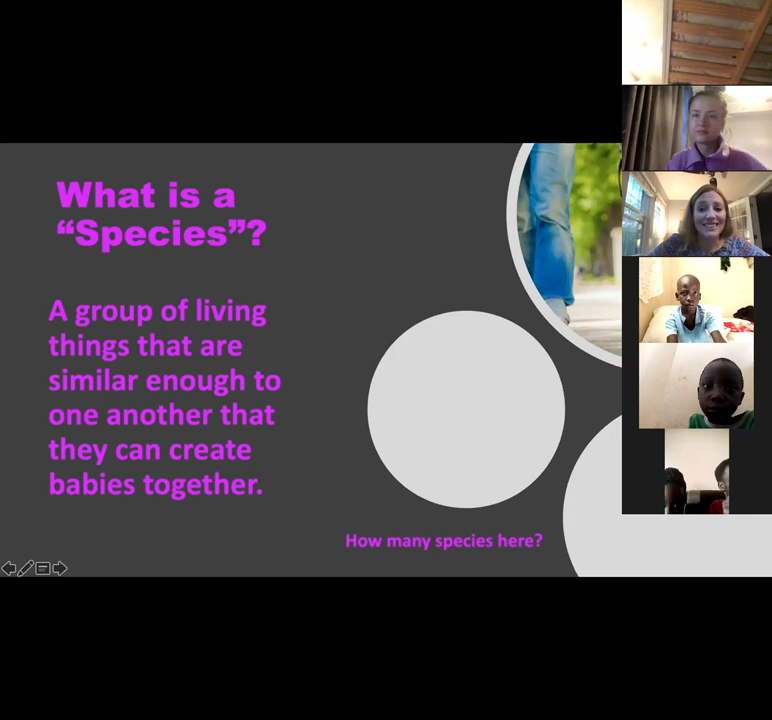 What is a
“Species”?
A group of living
things that are
similar enough to
one another that
they can create
babies together.
How many species here?